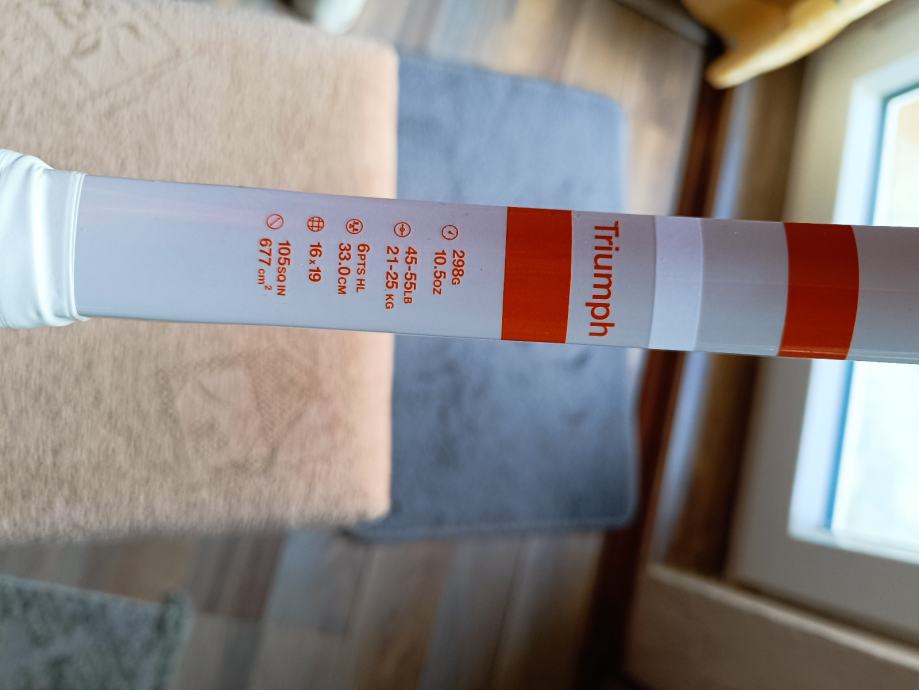 Triumph
298G
10.5OZ
45-55LB
21-25 KG
6PTS HL
33.0CM
16x19
105SQ IN
677 cm²